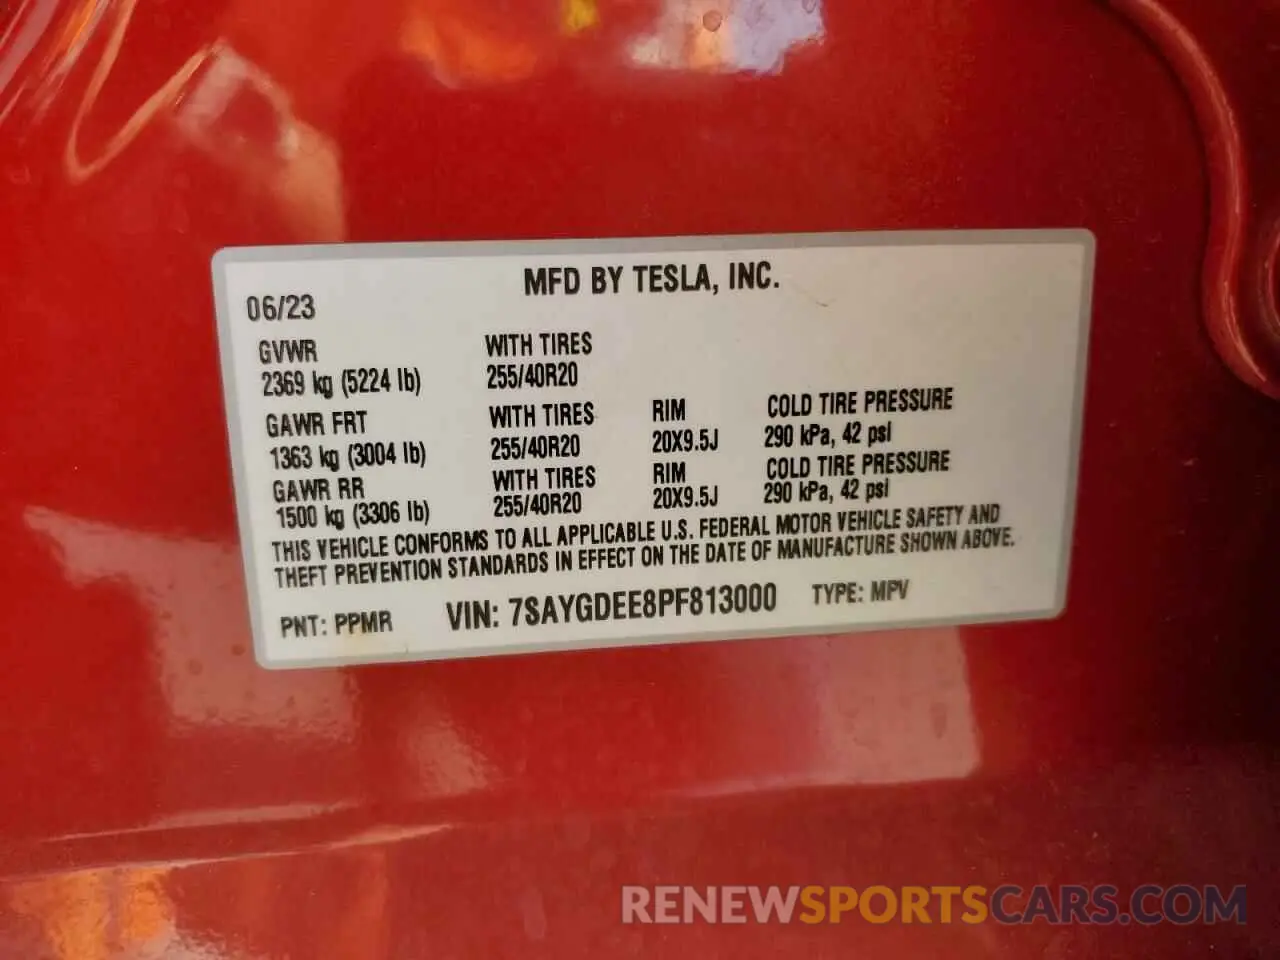 MFD BY TESLA, INC.
06/23
GVWR WITH TIRES
2369 kg (5224 lb) 255/40R20
GAWR FRT WITH TIRES RIM COLD TIRE PRESSURE
1363 kg (3004 lb) 255/40R20 20X9.5J 290 kPa, 42 psi
GAWR RR WITH TIRES RIM COLD TIRE PRESSURE
1500 kg (3306 lb) 255/40R20 20X9.5J 290 kPa, 42 psi
THIS VEHICLE CONFORMS TO ALL APPLICABLE U.S. FEDERAL MOTOR VEHICLE SAFETY AND
THEFT PREVENTION STANDARDS IN EFFECT ON THE DATE OF MANUFACTURE SHOWN ABOVE.
PNT: PPMR VIN: 7SAYGDEE8PF813000 TYPE: MPV
RENEWSPORTSCARS.COM